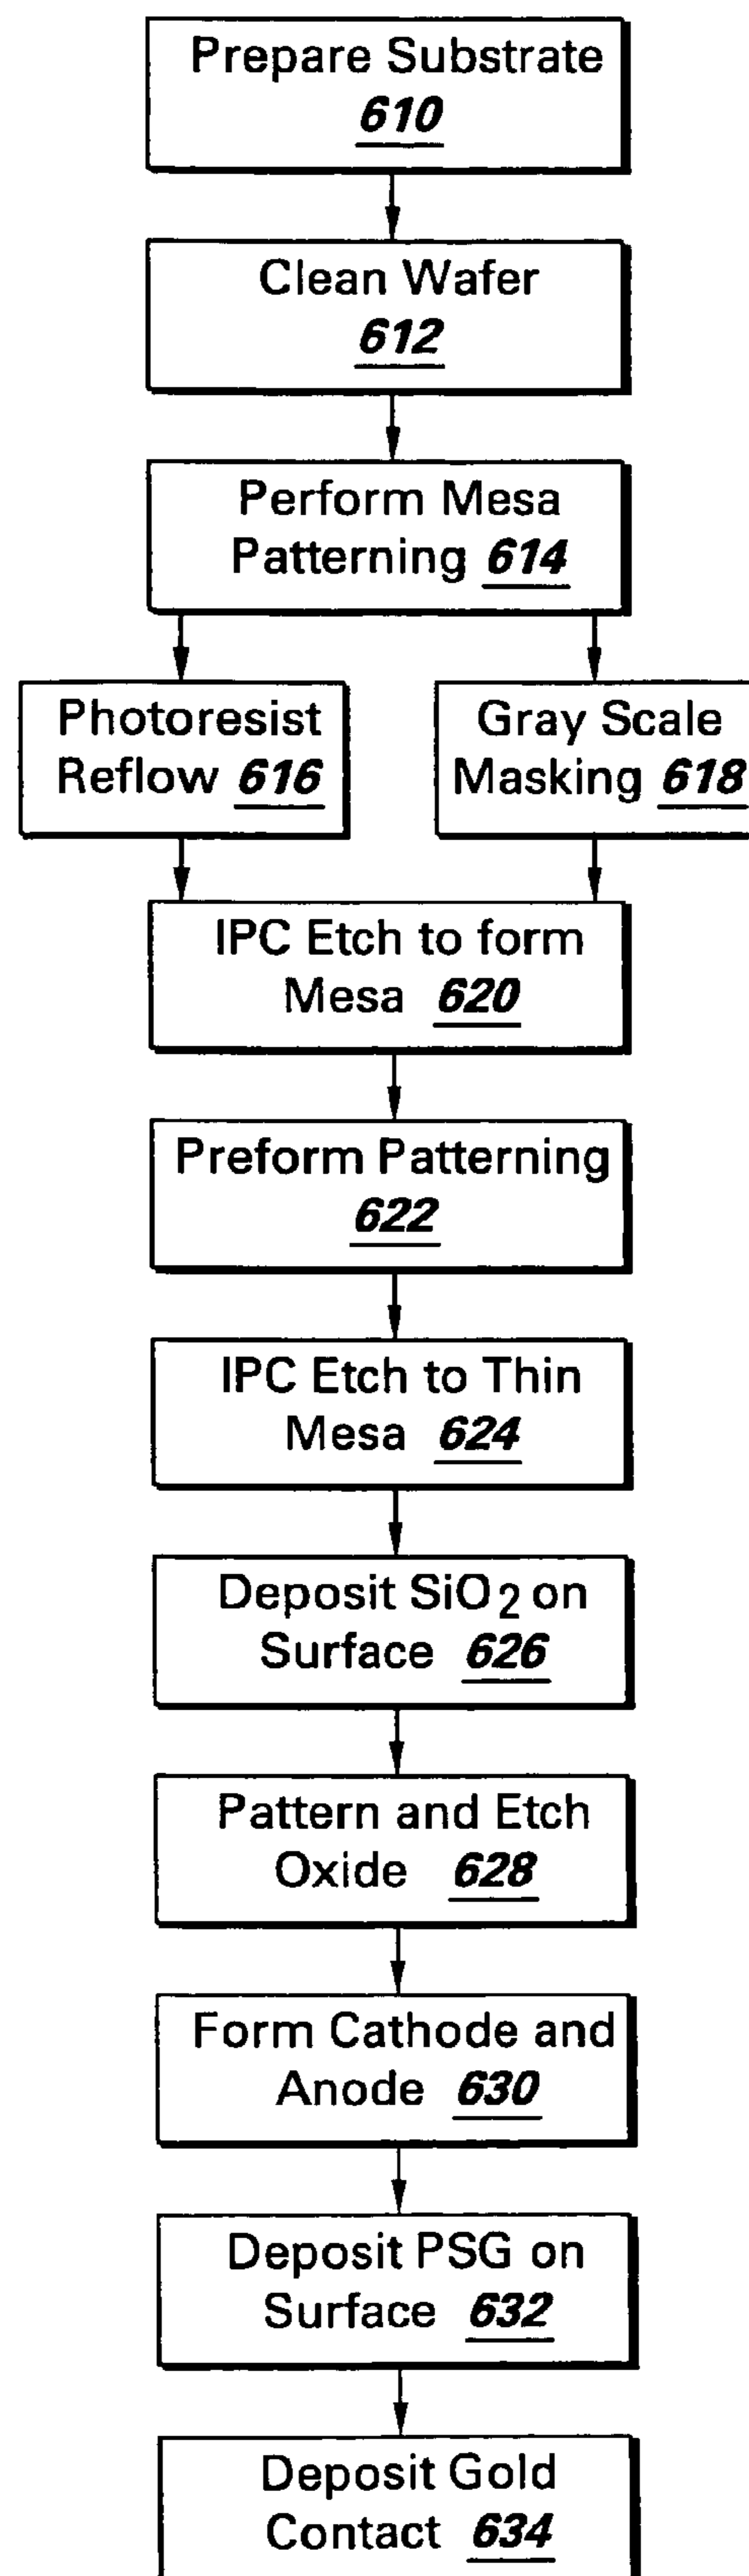 Prepare Substrate
610
Clean Wafer
612
Perform Mesa
Patterning 614
Photoresist
Reflow 616
Gray Scale
Masking 618
IPC Etch to form
Mesa 620
Preform Patterning
622
IPC Etch to Thin
Mesa 624
Deposit SiO2 on
Surface 626
Pattern and Etch
Oxide 628
Form Cathode and
Anode 630
Deposit PSG on
Surface 632
Deposit Gold
Contact 634